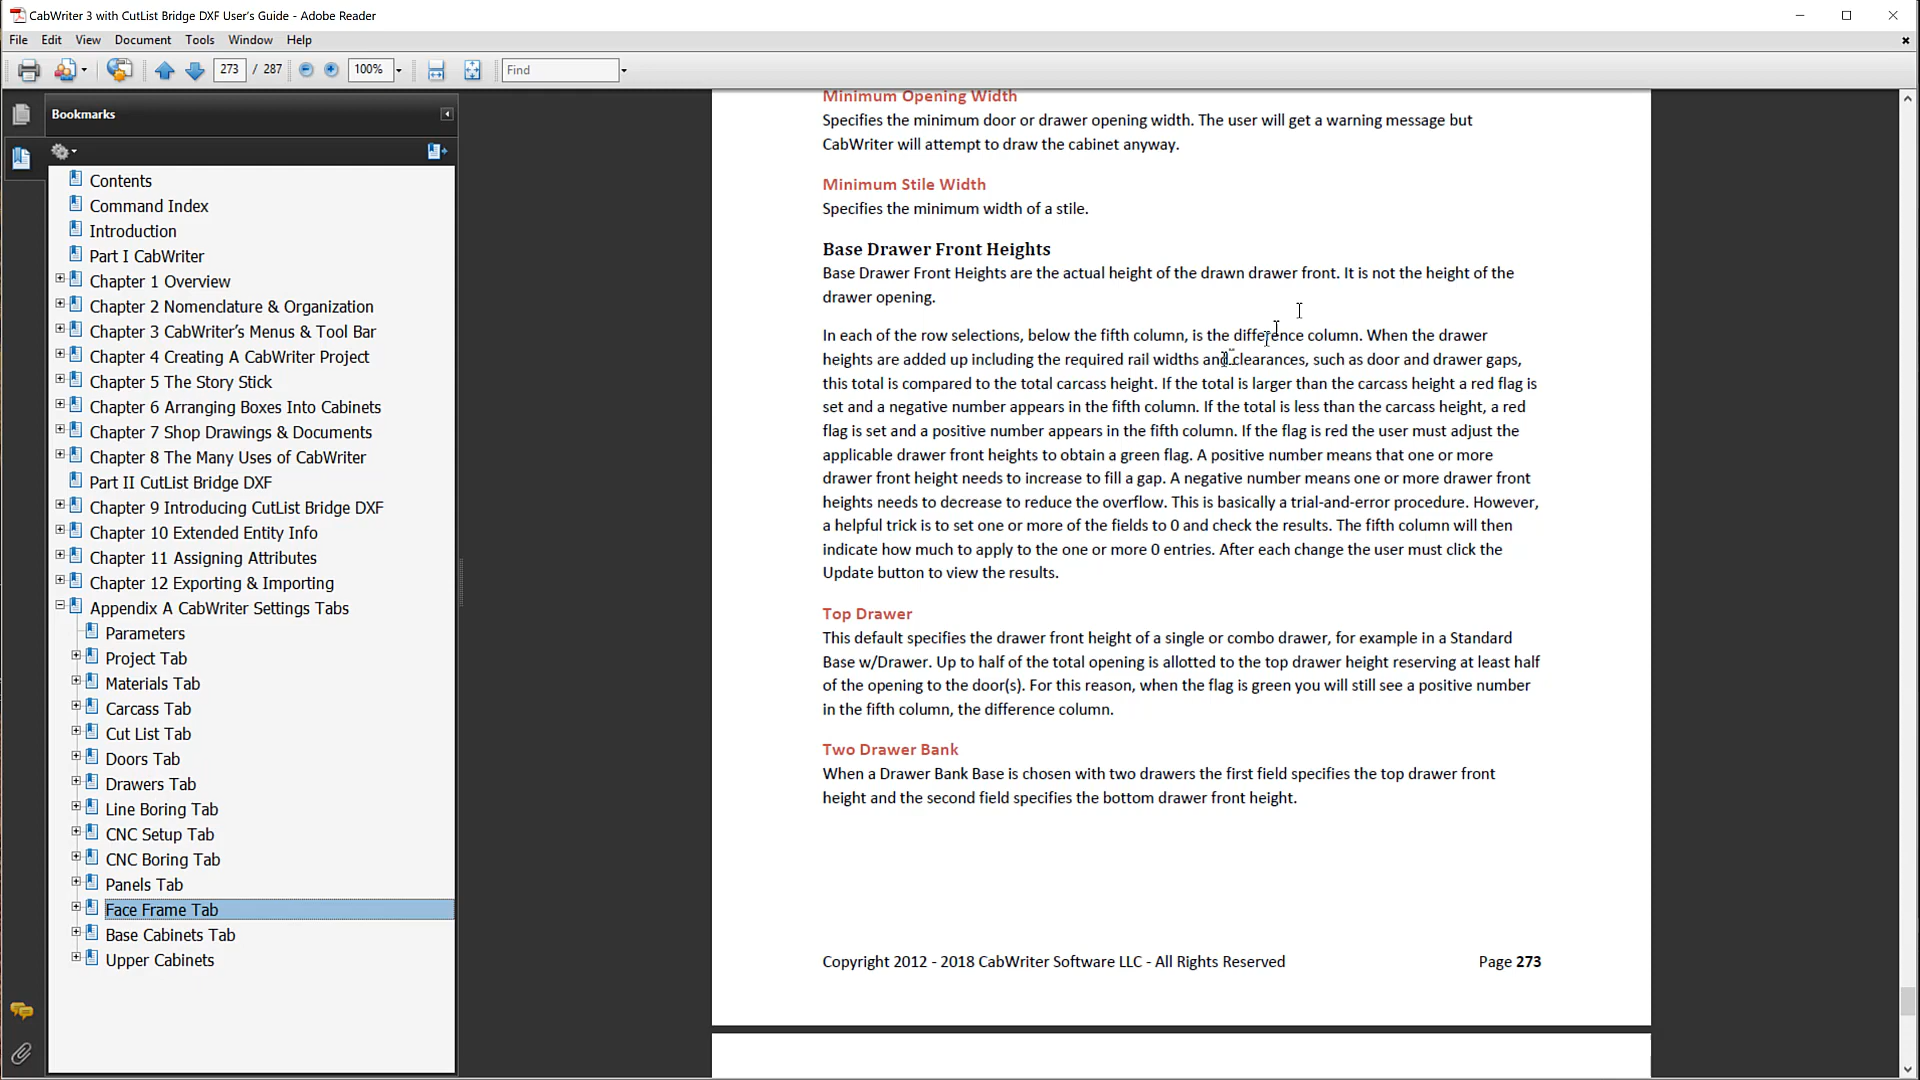 CabWriter 3 with CutList Bridge DXF User's Guide - Adobe Reader
File Edit View Document Tools Window Help
273 / 287 100% Find
Bookmarks
Contents
Command Index
Introduction
Part I CabWriter
Chapter 1 Overview
Chapter 2 Nomenclature & Organization
Chapter 3 CabWriter’s Menus & Tool Bar
Chapter 4 Creating A CabWriter Project
Chapter 5 The Story Stick
Chapter 6 Arranging Boxes Into Cabinets
Chapter 7 Shop Drawings & Documents
Chapter 8 The Many Uses of CabWriter
Part II CutList Bridge DXF
Chapter 9 Introducing CutList Bridge DXF
Chapter 10 Extended Entity Info
Chapter 11 Assigning Attributes
Chapter 12 Exporting & Importing
Appendix A CabWriter Settings Tabs
Parameters
Project Tab
Materials Tab
Carcass Tab
Cut List Tab
Doors Tab
Drawers Tab
Line Boring Tab
CNC Setup Tab
CNC Boring Tab
Panels Tab
Face Frame Tab
Base Cabinets Tab
Upper Cabinets
Minimum Opening Width
Specifies the minimum door or drawer opening width. The user will get a warning message but
CabWriter will attempt to draw the cabinet anyway.
Minimum Stile Width
Specifies the minimum width of a stile.
Base Drawer Front Heights
Base Drawer Front Heights are the actual height of the drawn drawer front. It is not the height of the
drawer opening.
In each of the row selections, below the fifth column, is the difference column. When the drawer
heights are added up including the required rail widths and clearances, such as door and drawer gaps,
this total is compared to the total carcass height. If the total is larger than the carcass height a red flag is
set and a negative number appears in the fifth column. If the total is less than the carcass height, a red
flag is set and a positive number appears in the fifth column. If the flag is red the user must adjust the
applicable drawer front heights to obtain a green flag. A positive number means that one or more
drawer front height needs to increase to fill a gap. A negative number means one or more drawer front
heights needs to decrease to reduce the overflow. This is basically a trial-and-error procedure. However,
a helpful trick is to set one or more of the fields to 0 and check the results. The fifth column will then
indicate how much to apply to the one or more 0 entries. After each change the user must click the
Update button to view the results.
Top Drawer
This default specifies the drawer front height of a single or combo drawer, for example in a Standard
Base w/Drawer. Up to half of the total opening is allotted to the top drawer height reserving at least half
of the opening to the door(s). For this reason, when the flag is green you will still see a positive number
in the fifth column, the difference column.
Two Drawer Bank
When a Drawer Bank Base is chosen with two drawers the first field specifies the top drawer front
height and the second field specifies the bottom drawer front height.
Copyright 2012 - 2018 CabWriter Software LLC - All Rights Reserved Page 273